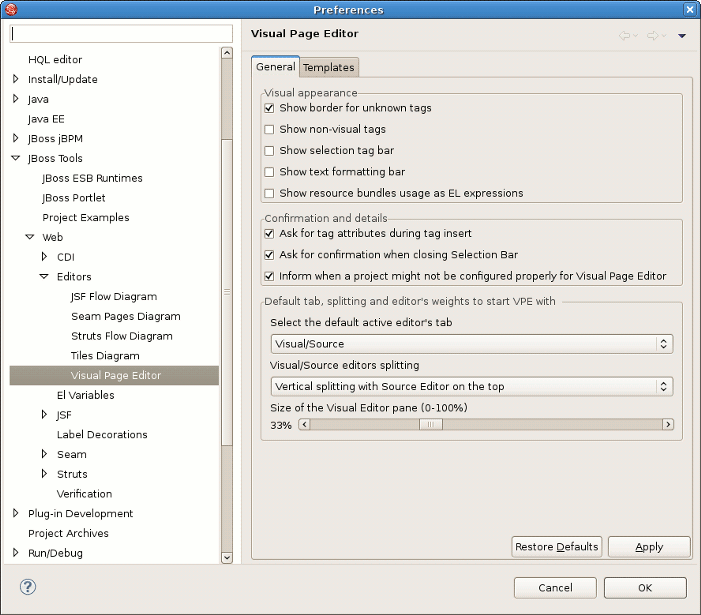 Preferences
HQL editor
Install/Update
Java
Java EE
JBoss jBPM
JBoss Tools
JBoss ESB Runtimes
JBoss Portlet
Project Examples
Web
CDI
Editors
JSF Flow Diagram
Seam Pages Diagram
Struts Flow Diagram
Tiles Diagram
Visual Page Editor
El Variables
JSF
Label Decorations
Seam
Struts
Verification
Plug-in Development
Project Archives
Run/Debug
Visual Page Editor
General Templates
Visual appearance
Show border for unknown tags
Show non-visual tags
Show selection tag bar
Show text formatting bar
Show resource bundles usage as EL expressions
Confirmation and details
Ask for tag attributes during tag insert
Ask for confirmation when closing Selection Bar
Inform when a project might not be configured properly for Visual Page Editor
Default tab, splitting and editor's weights to start VPE with
Select the default active editor's tab
Visual/Source
Visual/Source editors splitting
Vertical splitting with Source Editor on the top
Size of the Visual Editor pane (0-100%)
33%
Restore Defaults Apply
? Cancel OK